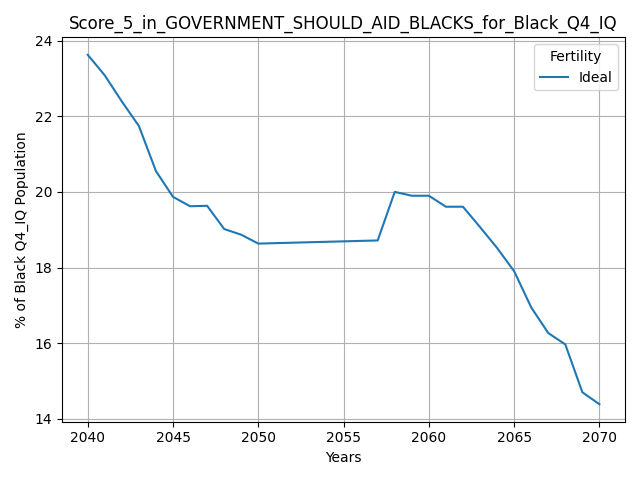 Score_5_in_GOVERNMENT_SHOULD_AID_BLACKS_for_Black_Q4_IQ
Fertility
Ideal
24
22
20
18
16
14
% of Black Q4_IQ Population
2040
2045
2050
2055
2060
2065
2070
Years